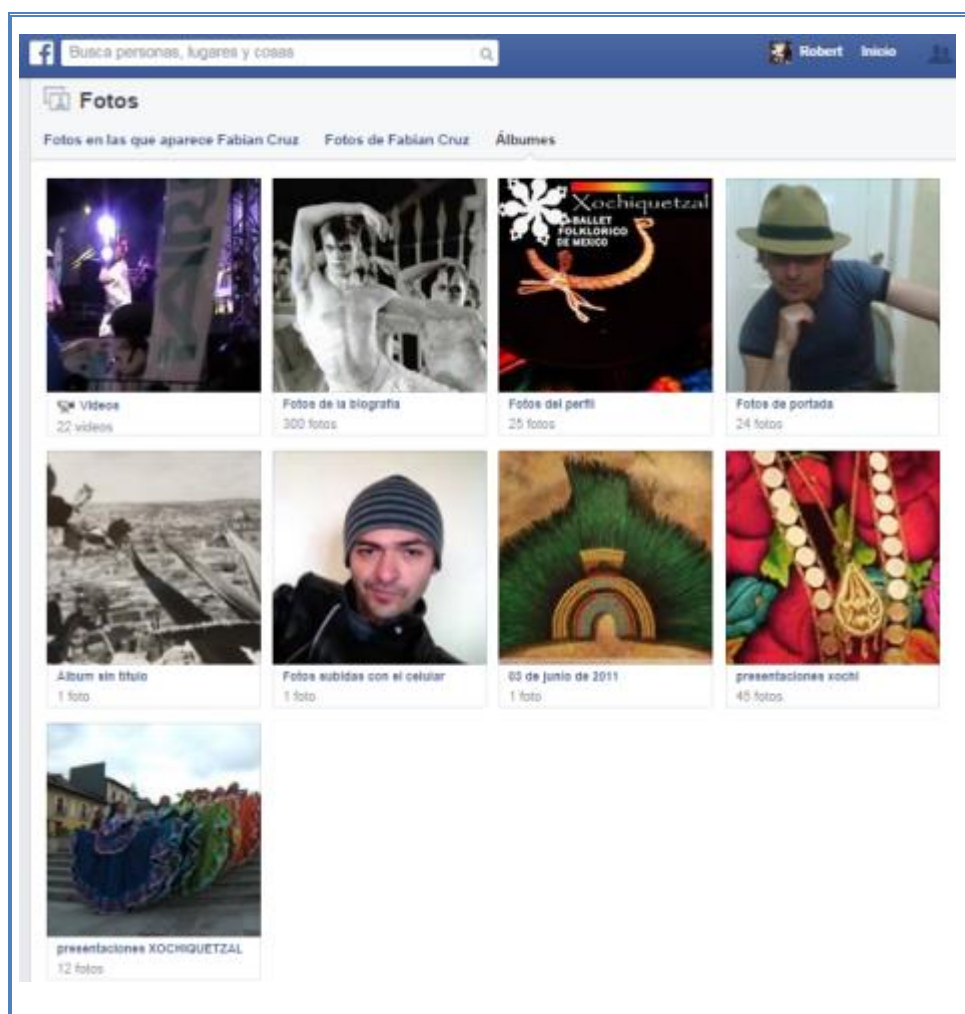 f
Busca personas, lugares y cosas
Robert Inicio
Fotos
Fotos en las que aparece Fabian Cruz Fotos de Fabian Cruz Álbumes
Xochiquetzal
BALLET
FOLKLORICO
DE MEXICO
Videos
22 videos
Fotos de la biografía
300 fotos
Fotos del perfil
25 fotos
Fotos de portada
24 fotos
Álbum sin título
1 foto
Fotos subidas con el celular
1 foto
03 de junio de 2011
1 foto
presentaciones xochi
45 fotos
presentaciones XOCHIQUETZAL
12 fotos